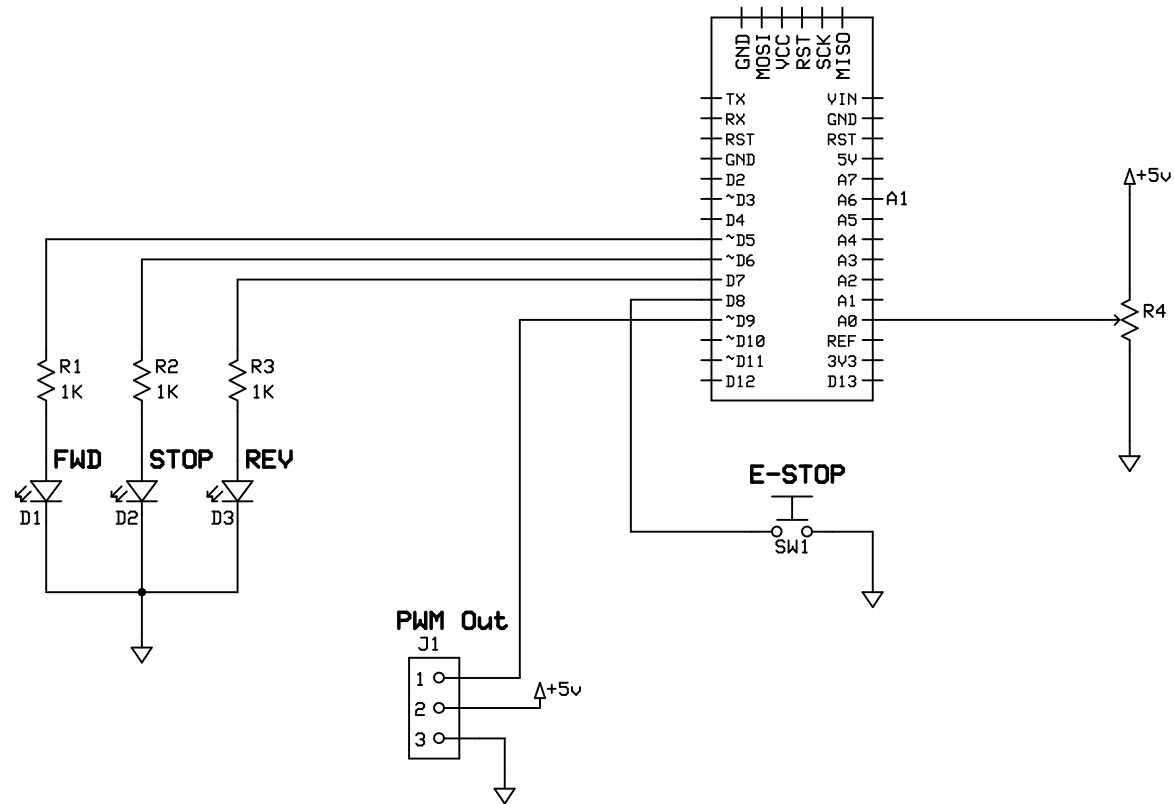 GND MOSI VCC RST SCK MISO
TX VIN
RX GND
RST RST
GND 5V
D2 A7
~D3 A6 A1
D4 A5
~D5 A4
~D6 A3
D7 A2
D8 A1
~D9 A0
~D10 REF
~D11 3V3
D12 D13
+5v
R4
R1 R2 R3
1K 1K 1K
FWD STOP REV
D1 D2 D3
E-STOP
SW1
PWM Out
J1
1
2 +5v
3